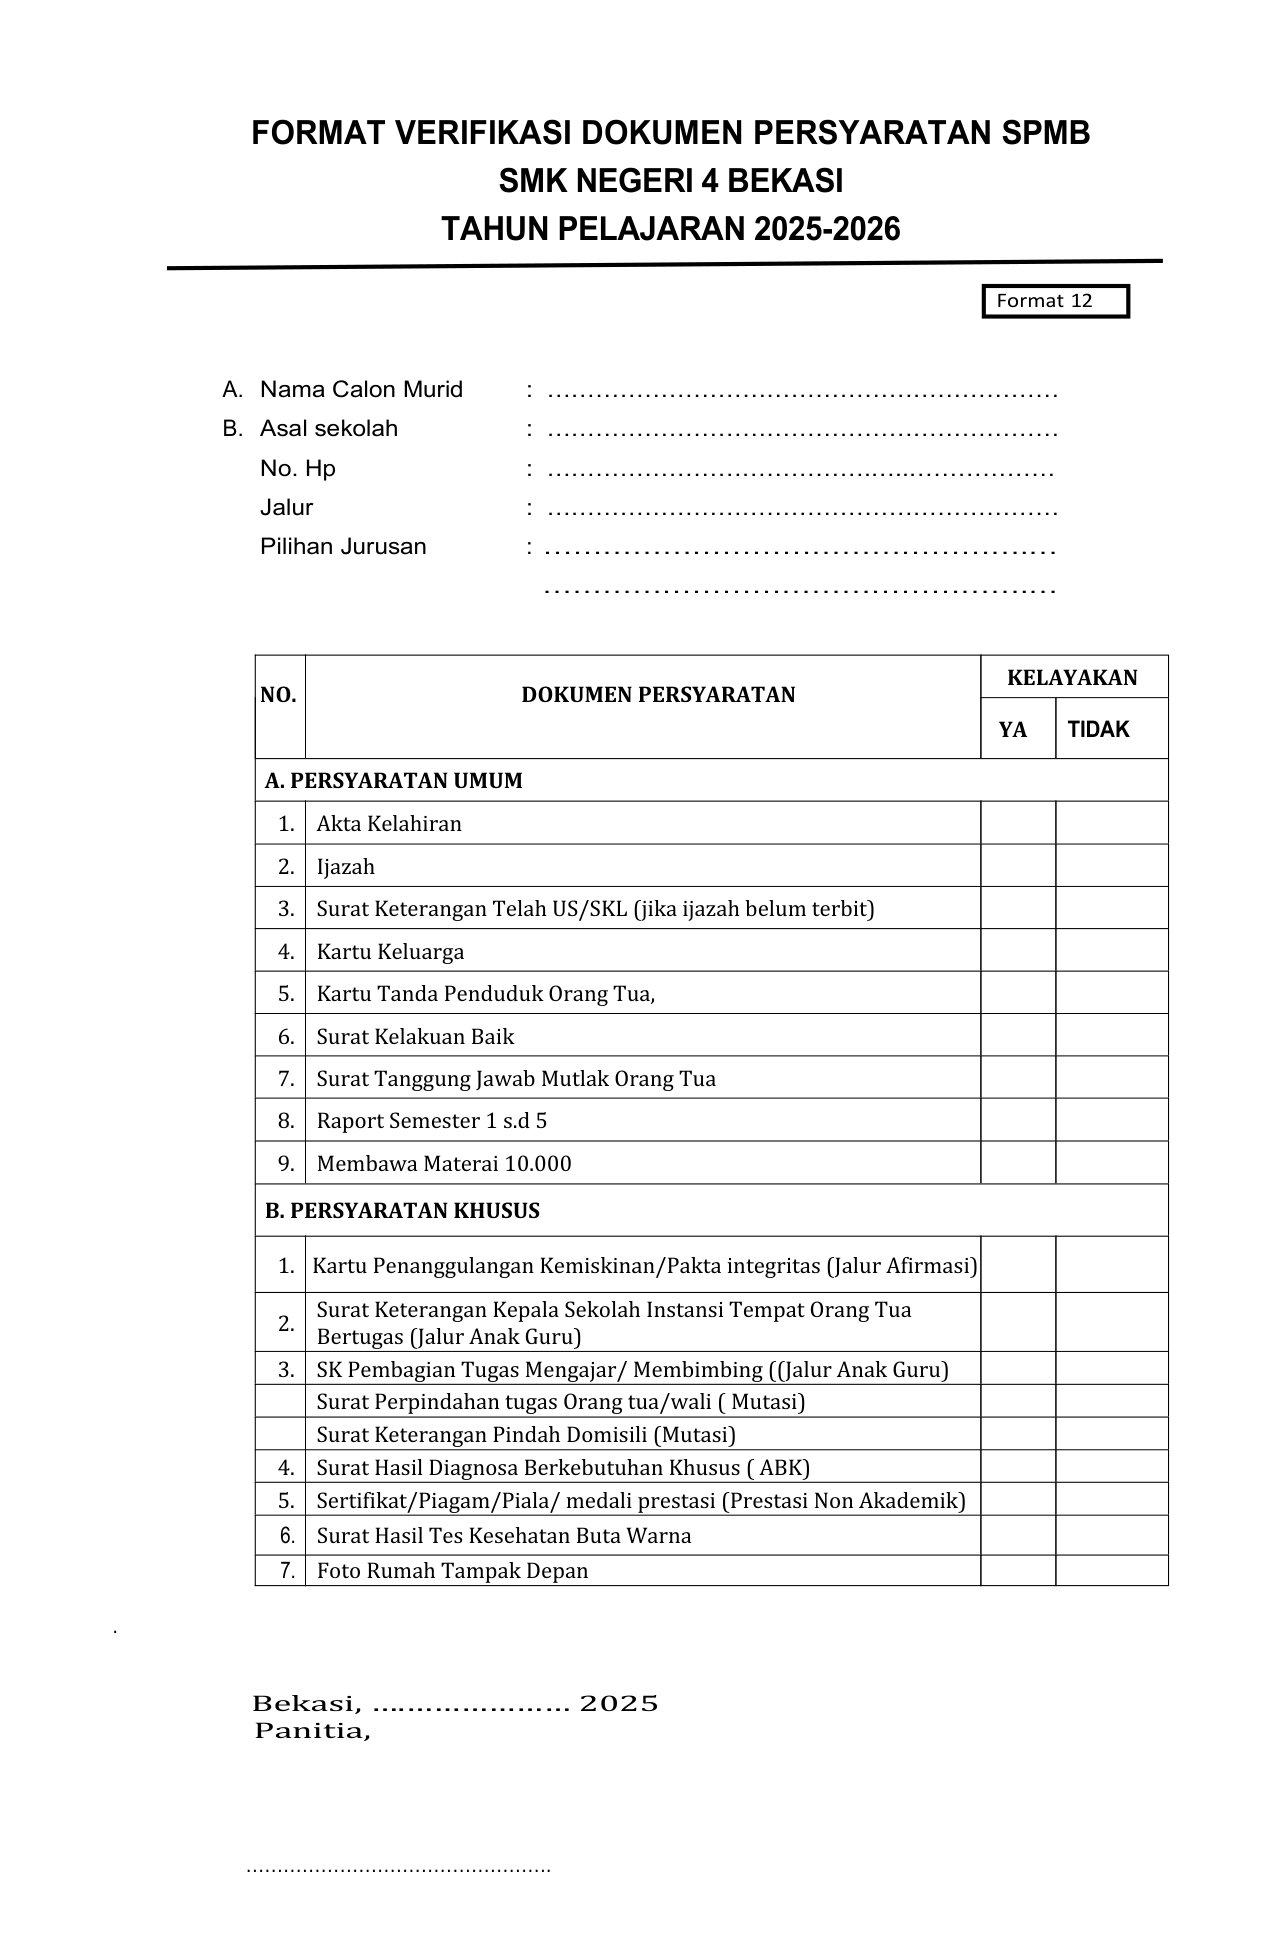 FORMAT VERIFIKASI DOKUMEN PERSYARATAN SPMB
SMK NEGERI 4 BEKASI
TAHUN PELAJARAN 2025-2026
Format 12
A. Nama Calon Murid : ……………………………………………………
B. Asal sekolah : ……………………………………………………
No. Hp : ……………………………………………………
Jalur : ……………………………………………………
Pilihan Jurusan : ……………………………………………………
……………………………………………………
NO. DOKUMEN PERSYARATAN KELAYAKAN
YA TIDAK
A. PERSYARATAN UMUM
1. Akta Kelahiran
2. Ijazah
3. Surat Keterangan Telah US/SKL (jika ijazah belum terbit)
4. Kartu Keluarga
5. Kartu Tanda Penduduk Orang Tua,
6. Surat Kelakuan Baik
7. Surat Tanggung Jawab Mutlak Orang Tua
8. Raport Semester 1 s.d 5
9. Membawa Materai 10.000
B. PERSYARATAN KHUSUS
1. Kartu Penanggulangan Kemiskinan/Pakta integritas (Jalur Afirmasi)
2. Surat Keterangan Kepala Sekolah Instansi Tempat Orang Tua
Bertugas (Jalur Anak Guru)
3. SK Pembagian Tugas Mengajar/ Membimbing ((Jalur Anak Guru)
Surat Perpindahan tugas Orang tua/wali ( Mutasi)
Surat Keterangan Pindah Domisili (Mutasi)
4. Surat Hasil Diagnosa Berkebutuhan Khusus ( ABK)
5. Sertifikat/Piagam/Piala/ medali prestasi (Prestasi Non Akademik)
6. Surat Hasil Tes Kesehatan Buta Warna
7. Foto Rumah Tampak Depan
.
Bekasi, …………………… 2025
Panitia,
…………………………………………